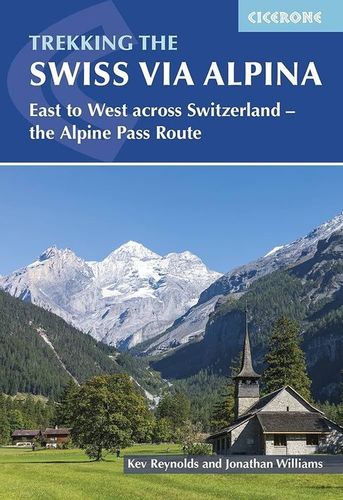 CICERONE
TREKKING THE
SWISS VIA ALPINA
East to West across Switzerland –
the Alpine Pass Route
Kev Reynolds and Jonathan Williams